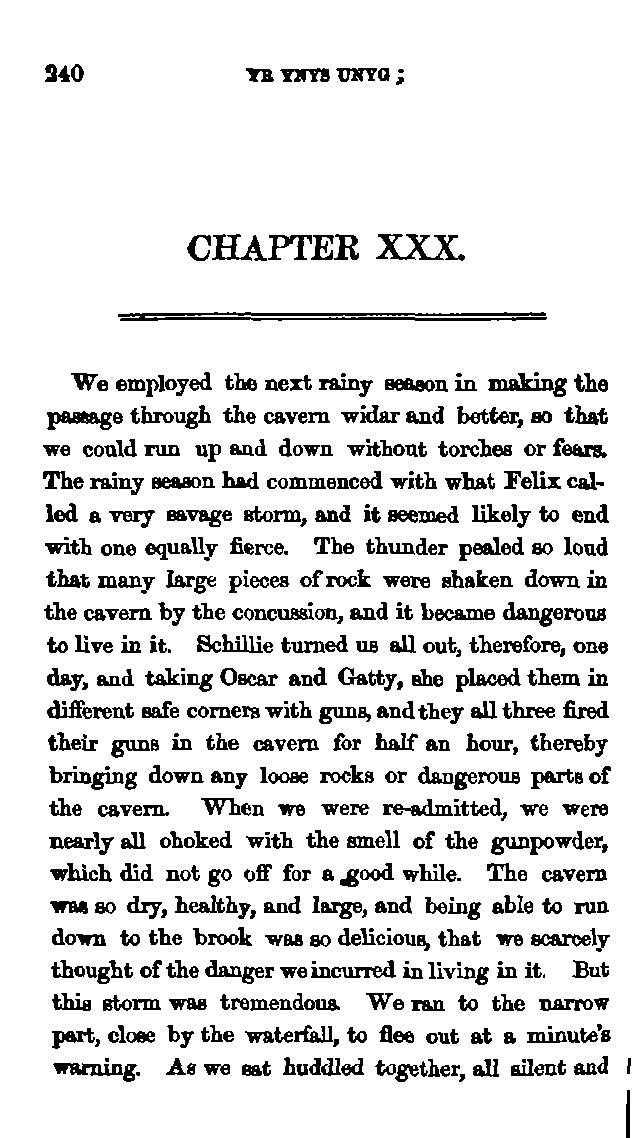 240 YR YNYS UNYG ;
CHAPTER XXX.
We employed the next rainy season in making the
passage through the cavern widar and better, so that
we could run up and down without torches or fears.
The rainy season had commenced with what Felix cal-
led a very savage storm, and it seemed likely to end
with one equally fierce. The thunder pealed so loud
that many large pieces of rock were shaken down in
the cavern by the concussion, and it became dangerous
to live in it. Schillie turned us all out, therefore, one
day, and taking Oscar and Gatty, she placed them in
different safe corners with guns, and they all three fired
their guns in the cavern for half an hour, thereby
bringing down any loose rocks or dangerous parts of
the cavern. When we were re-admitted, we were
nearly all choked with the smell of the gunpowder,
which did not go off for a good while. The cavern
was so dry, healthy, and large, and being able to run
down to the brook was so delicious, that we scarcely
thought of the danger we incurred in living in it. But
this storm was tremendous. We ran to the narrow
part, close by the waterfall, to flee out at a minute's
warning. As we sat huddled together, all silent and